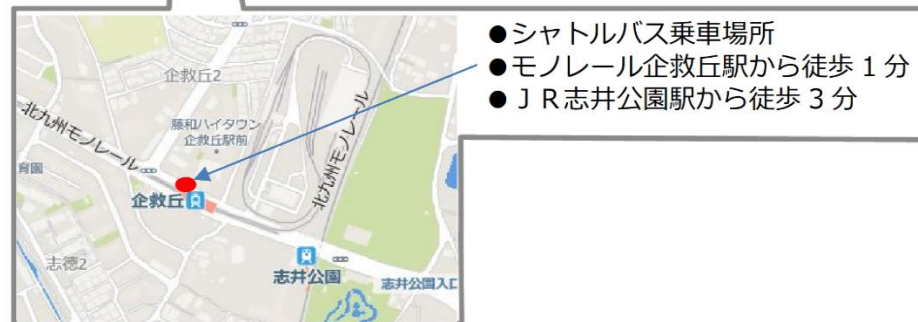 ●シャトルバス乗車場所
●モノレール企救丘駅から徒歩１分
●ＪＲ志井公園駅から徒歩３分
企救丘2
北九州モノレール
藤和ハイタウン
企救丘駅前
北九州モノレール
育園
企救丘
志徳2
志井公園
志井公園入口